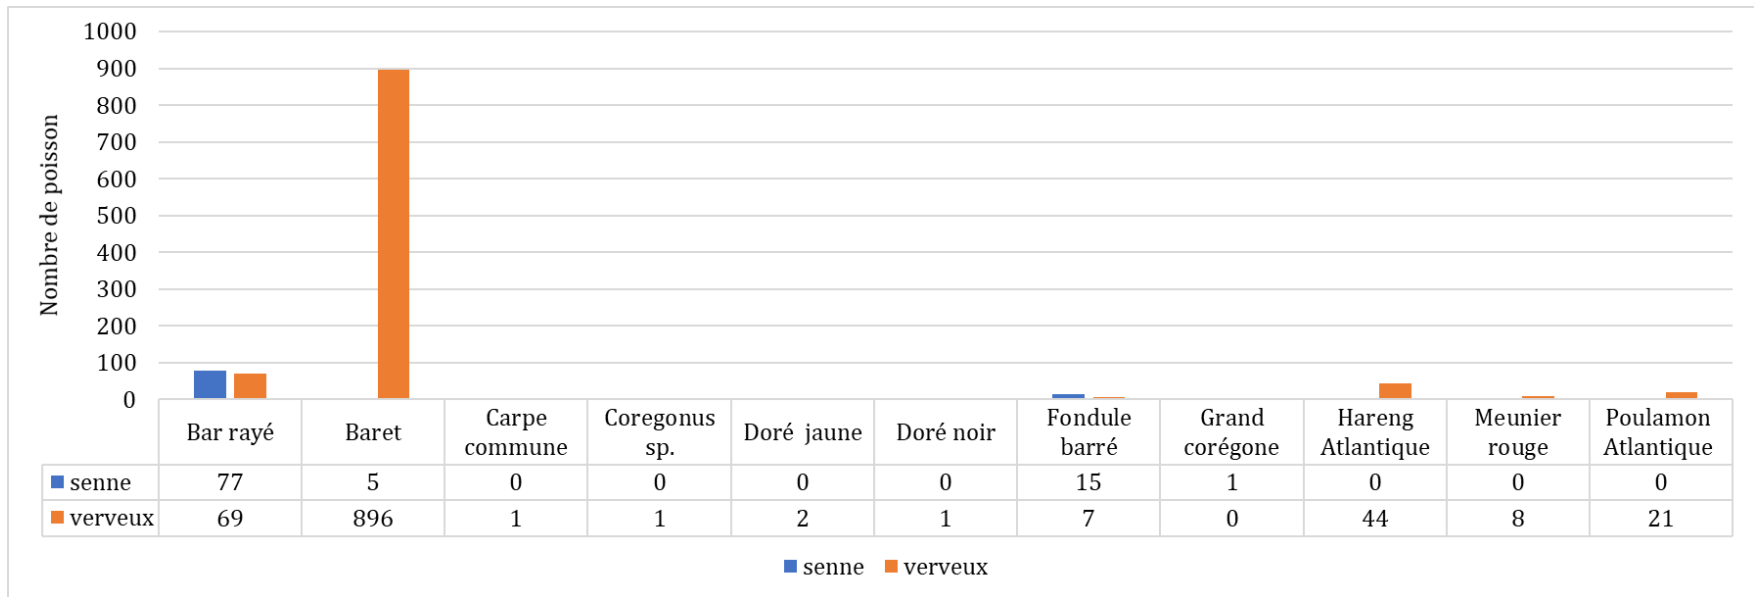 Nombre de poisson
1000
900
800
700
600
500
400
300
200
100
0
Bar rayé Baret Carpe commune Coregonus sp. Doré jaune Doré noir Fondule barré Grand corégone Hareng Atlantique Meunier rouge Poulamon Atlantique
senne 77 5 0 0 0 0 15 1 0 0 0
verveux 69 896 1 1 2 1 7 0 44 8 21
senne verveux